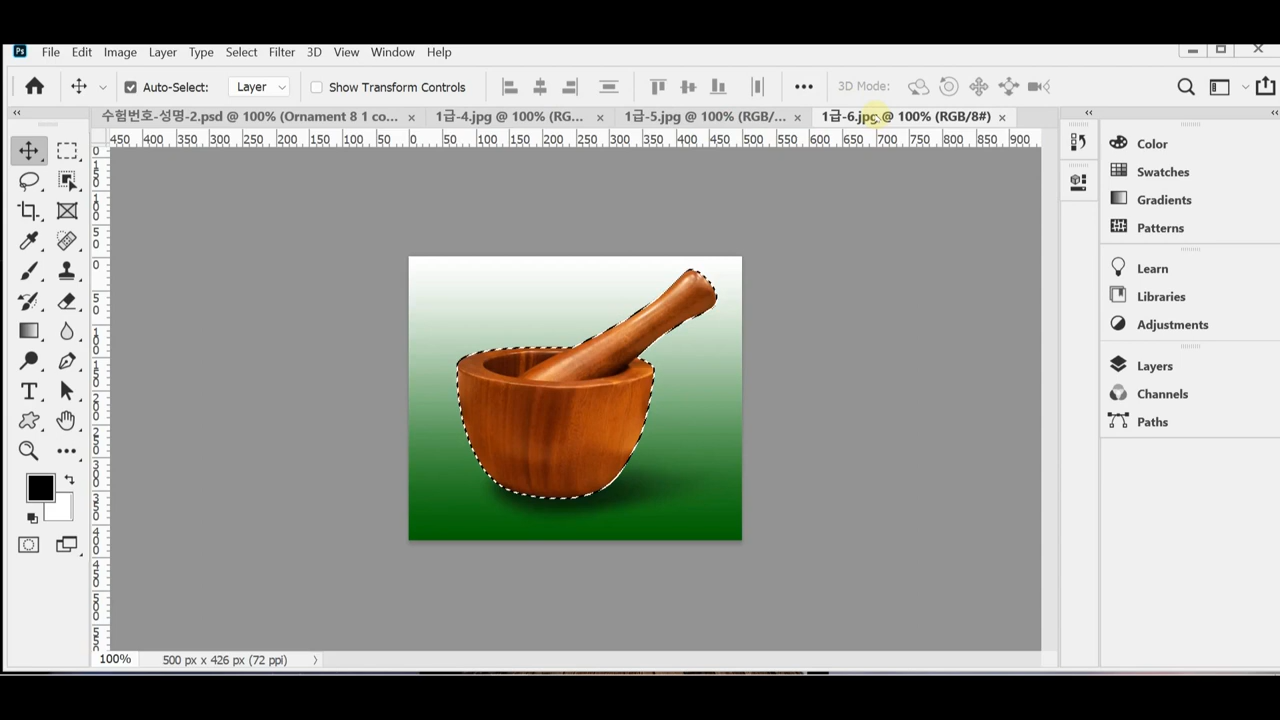 Ps File Edit Image Layer Type Select Filter 3D View Window Help
Auto-Select: Layer Show Transform Controls 3D Mode:
수험번호-성명-2.psd @ 100% (Ornament 8 1 co... × 1급-4.jpg @ 100% (RG... × 1급-5.jpg @ 100% (RGB/... × 1급-6.jpg @ 100% (RGB/8#) ×
450 400 350 300 250 200 150 100 50 0 50 100 150 200 250 300 350 400 450 500 550 600 650 700 750 800 850 900
Color
Swatches
Gradients
Patterns
Learn
Libraries
Adjustments
Layers
Channels
Paths
100% 500 px x 426 px (72 ppi)